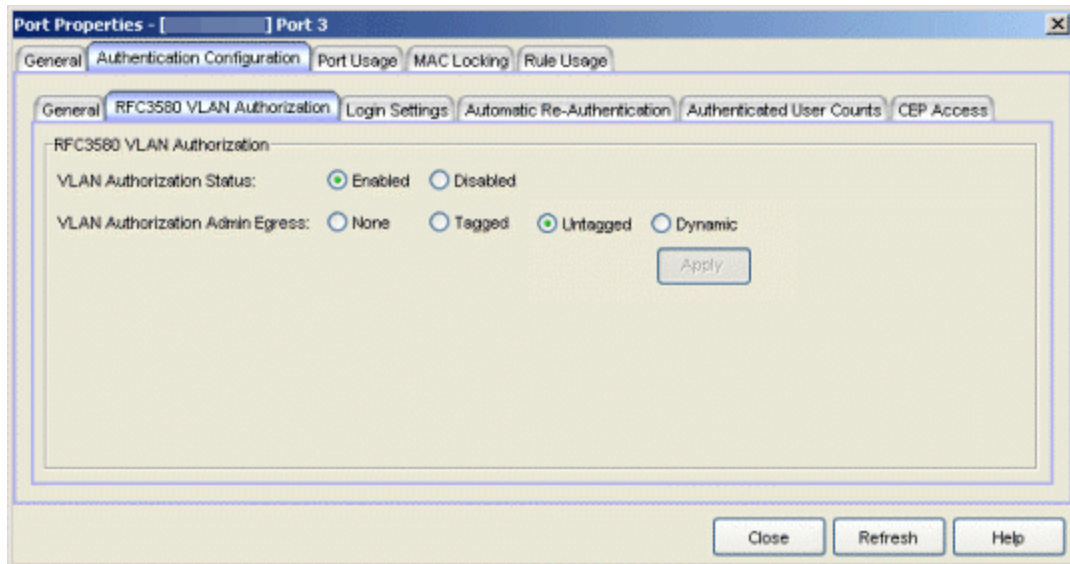 Port Properties - [ ] Port 3
General Authentication Configuration Port Usage MAC Locking Rule Usage
General RFC3580 VLAN Authorization Login Settings Automatic Re-Authentication Authenticated User Counts CEP Access
RFC3580 VLAN Authorization
VLAN Authorization Status: Enabled Disabled
VLAN Authorization Admin Egress: None Tagged Untagged Dynamic
Apply
Close Refresh Help